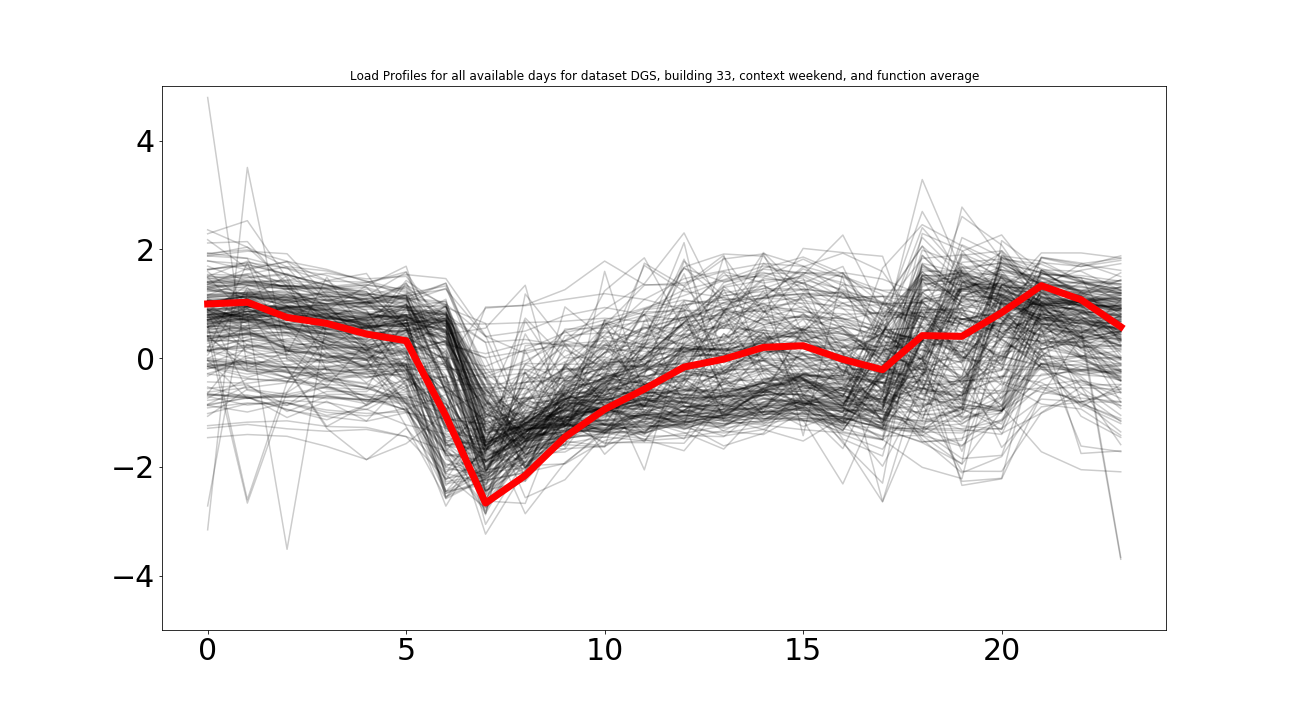 Load Profiles for all available days for dataset DGS, building 33, context weekend, and function average
4
2
0
−2
−4
0 5 10 15 20